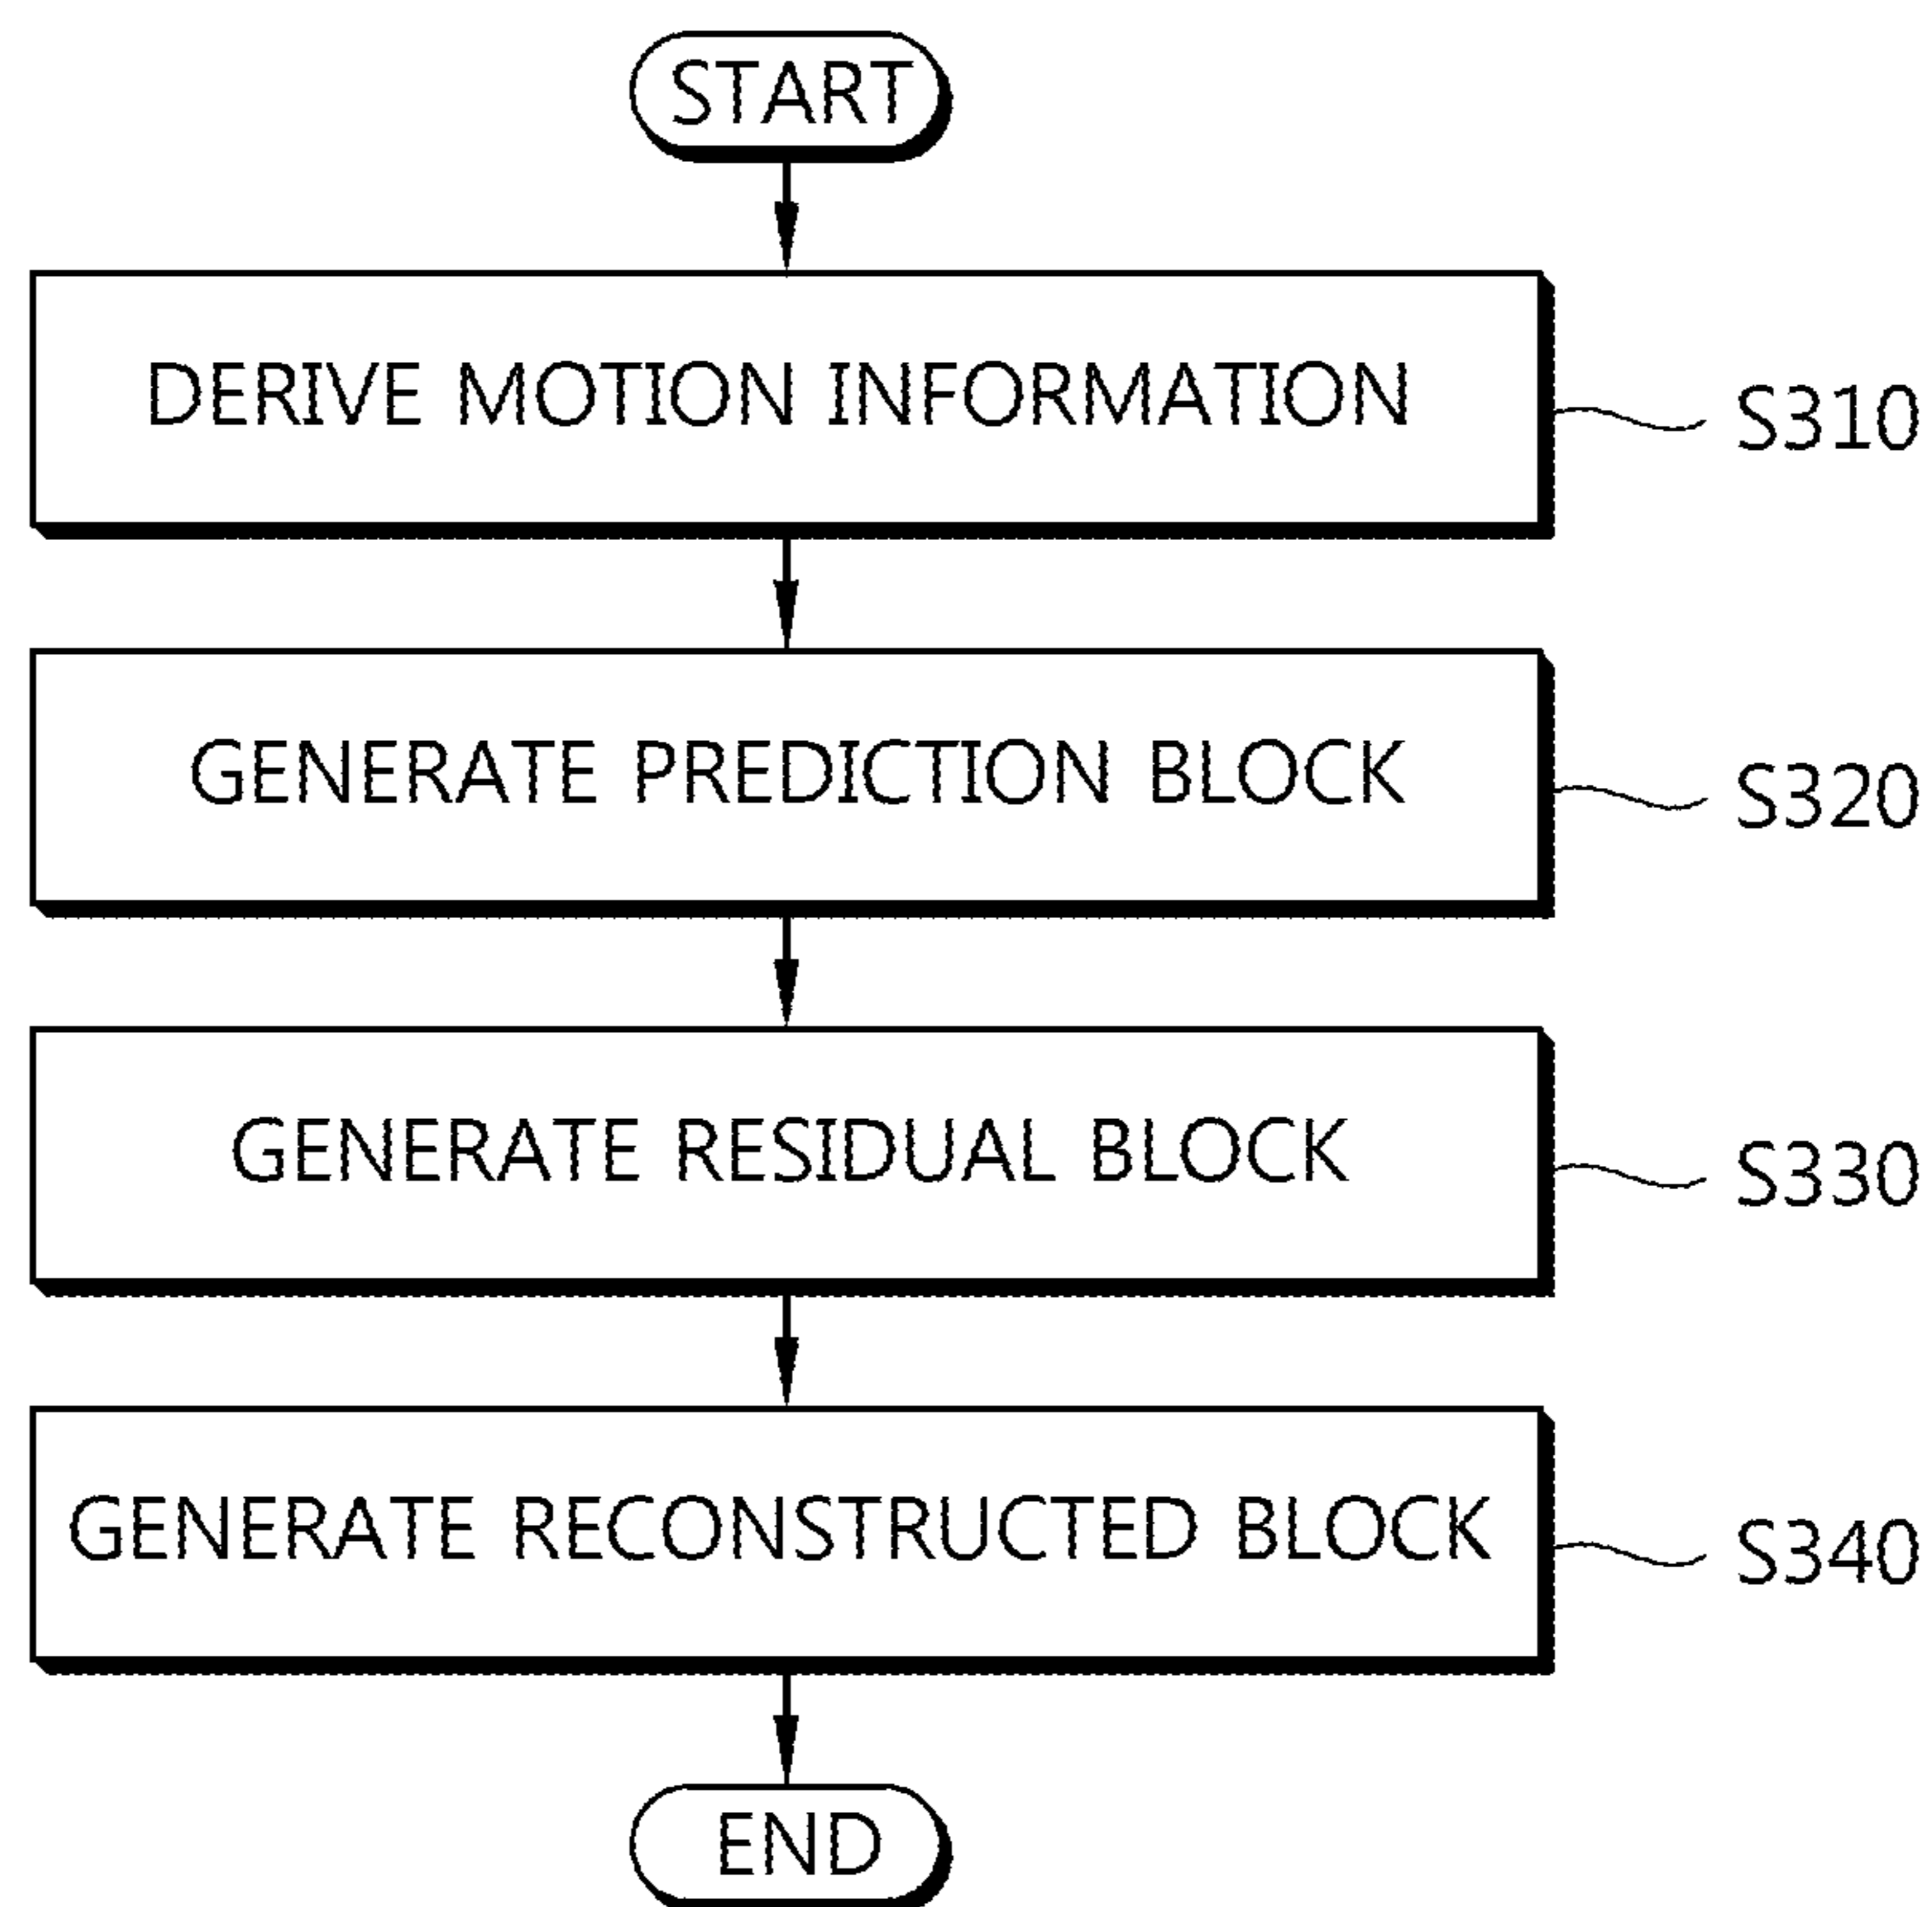 START
DERIVE MOTION INFORMATION
S310
GENERATE PREDICTION BLOCK
S320
GENERATE RESIDUAL BLOCK
S330
GENERATE RECONSTRUCTED BLOCK
S340
END